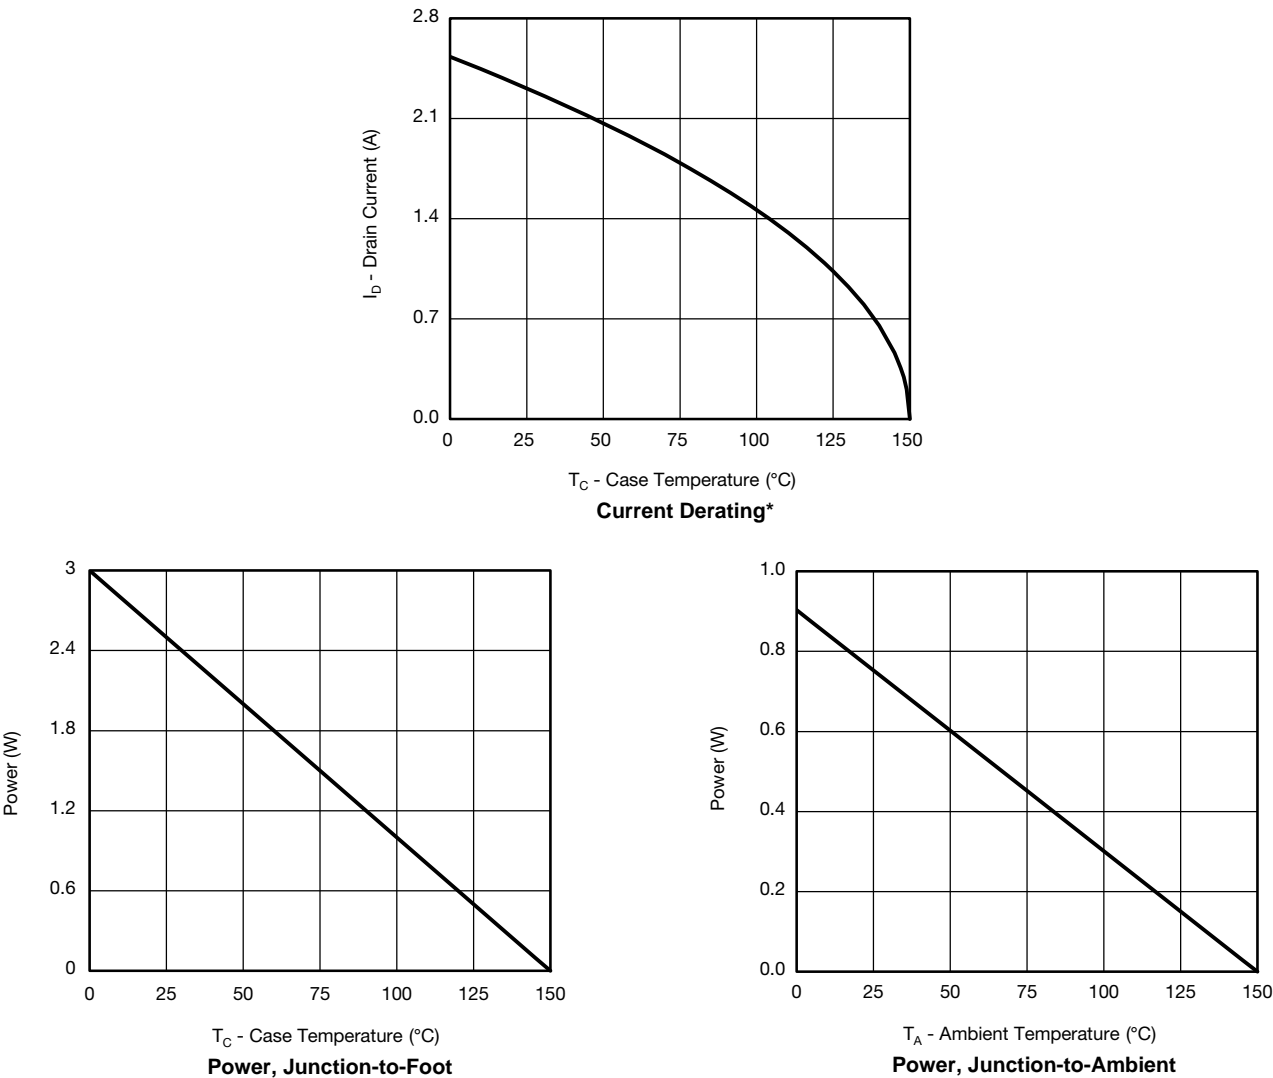 2.8
2.1
1.4
0.7
0.0
I_D - Drain Current (A)
0 25 50 75 100 125 150
T_C - Case Temperature (°C)
Current Derating*
3
2.4
1.8
1.2
0.6
0
Power (W)
0 25 50 75 100 125 150
T_C - Case Temperature (°C)
Power, Junction-to-Foot
1.0
0.8
0.6
0.4
0.2
0.0
Power (W)
0 25 50 75 100 125 150
T_A - Ambient Temperature (°C)
Power, Junction-to-Ambient